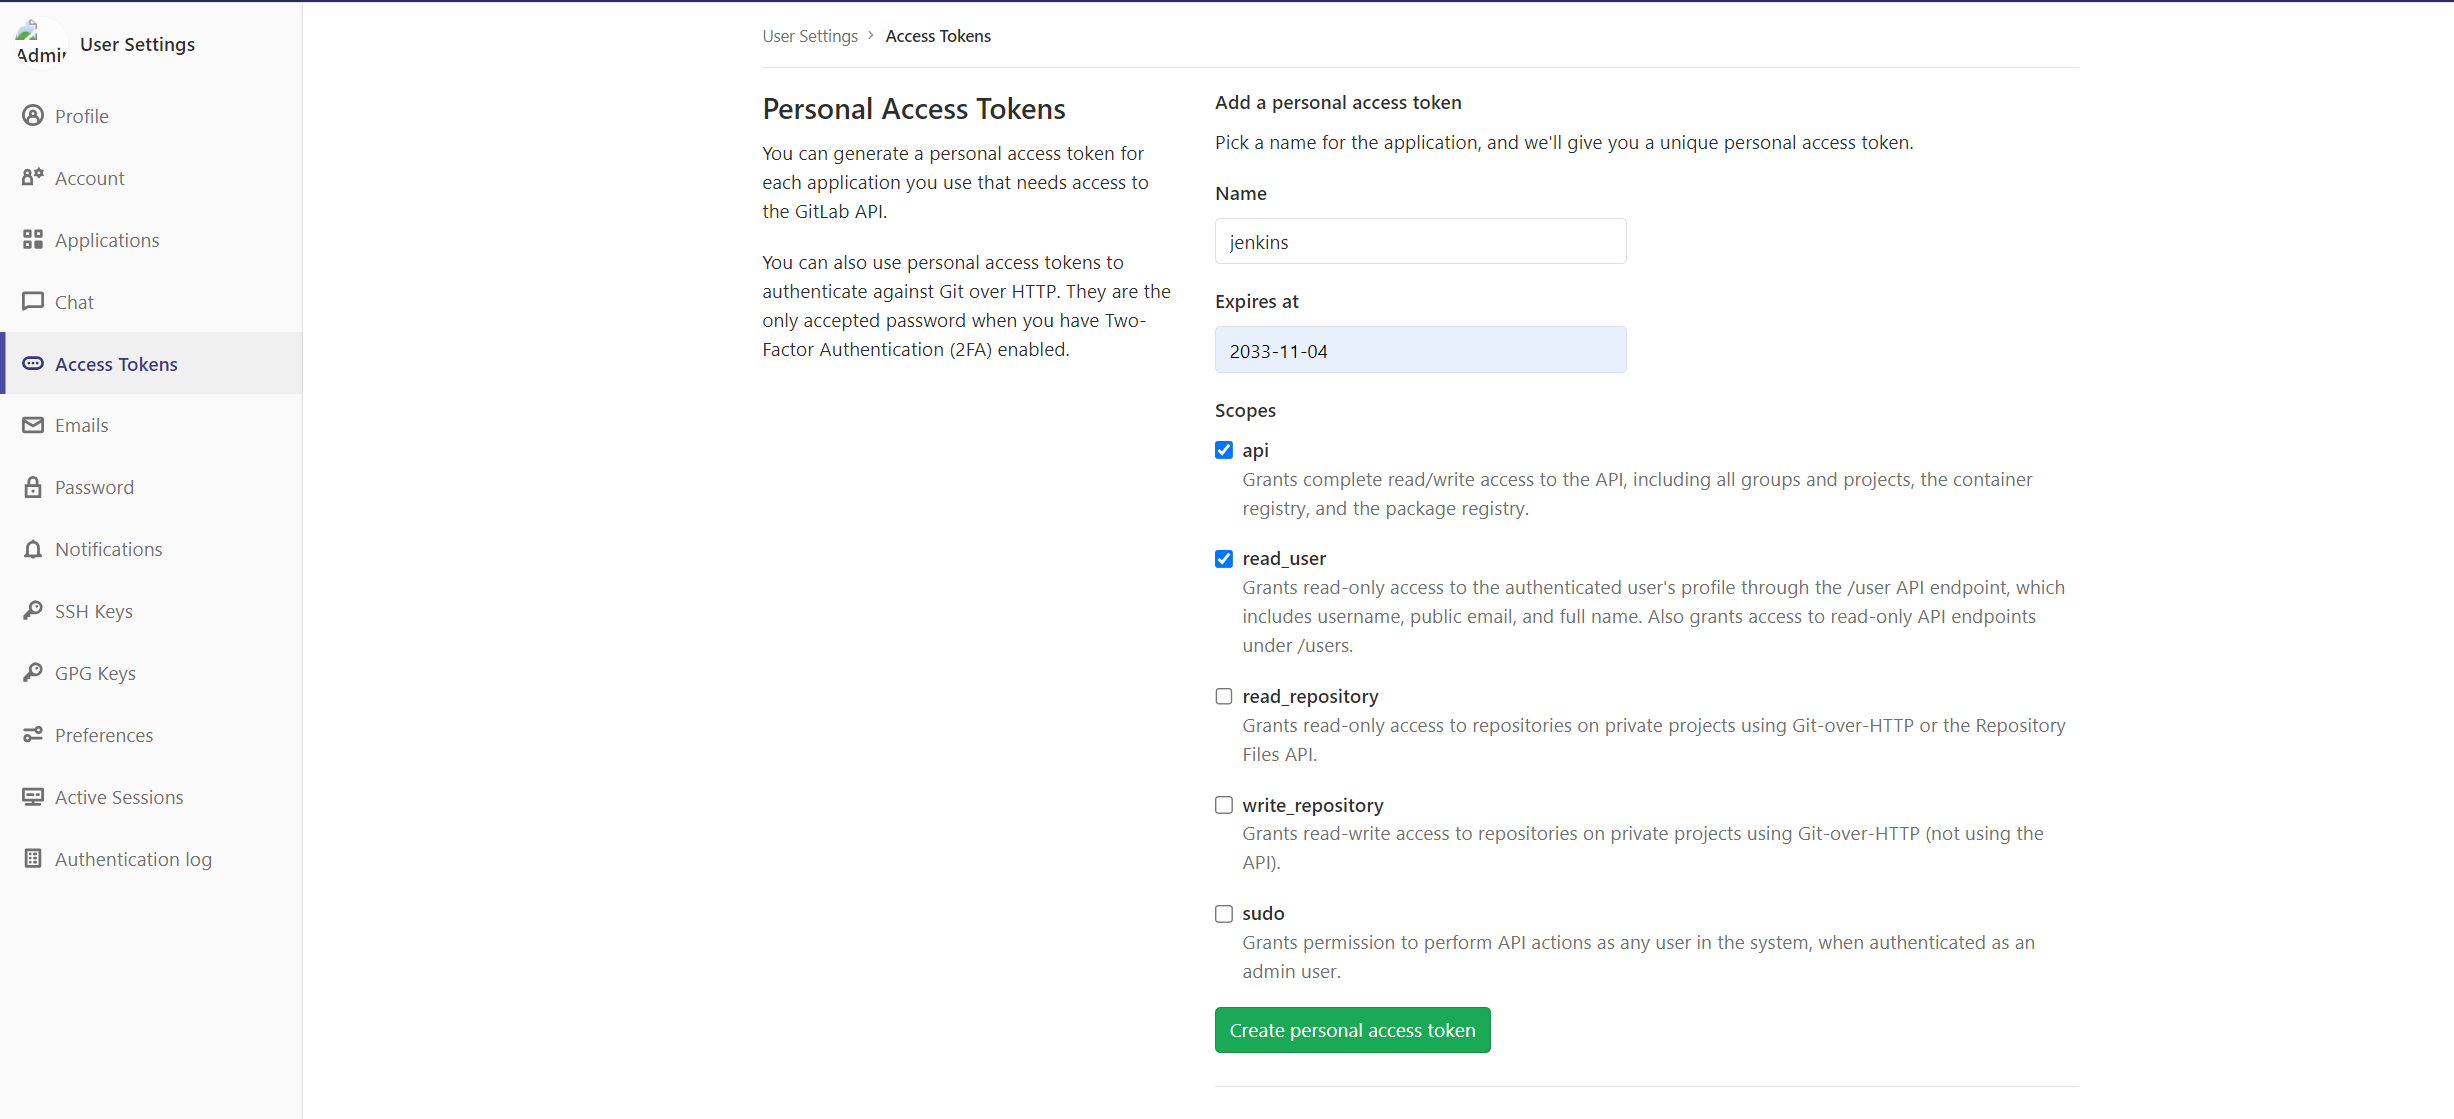 Admi
User Settings
Profile
Account
Applications
Chat
Access Tokens
Emails
Password
Notifications
SSH Keys
GPG Keys
Preferences
Active Sessions
Authentication log
User Settings > Access Tokens
Personal Access Tokens
You can generate a personal access token for
each application you use that needs access to
the GitLab API.
You can also use personal access tokens to
authenticate against Git over HTTP. They are the
only accepted password when you have Two-
Factor Authentication (2FA) enabled.
Add a personal access token
Pick a name for the application, and we'll give you a unique personal access token.
Name
jenkins
Expires at
2033-11-04
Scopes
api
Grants complete read/write access to the API, including all groups and projects, the container
registry, and the package registry.
read_user
Grants read-only access to the authenticated user's profile through the /user API endpoint, which
includes username, public email, and full name. Also grants access to read-only API endpoints
under /users.
read_repository
Grants read-only access to repositories on private projects using Git-over-HTTP or the Repository
Files API.
write_repository
Grants read-write access to repositories on private projects using Git-over-HTTP (not using the
API).
sudo
Grants permission to perform API actions as any user in the system, when authenticated as an
admin user.
Create personal access token